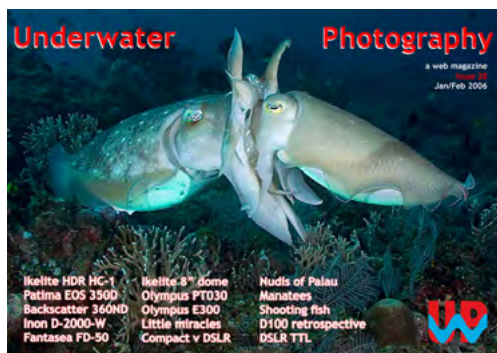 Underwater Photography
a web magazine
Issue 28
Jan/Feb 2006
Ikelite HDR HC-1
Patima EOS 350D
Backscatter 360ND
Inon D-2000-W
Fantasea FD-50
Ikelite 8" dome
Olympus PT030
Olympus E300
Little miracles
Compact v DSLR
Nudis of Palau
Manatees
Shooting fish
D100 retrospective
DSLR TTL
UWP